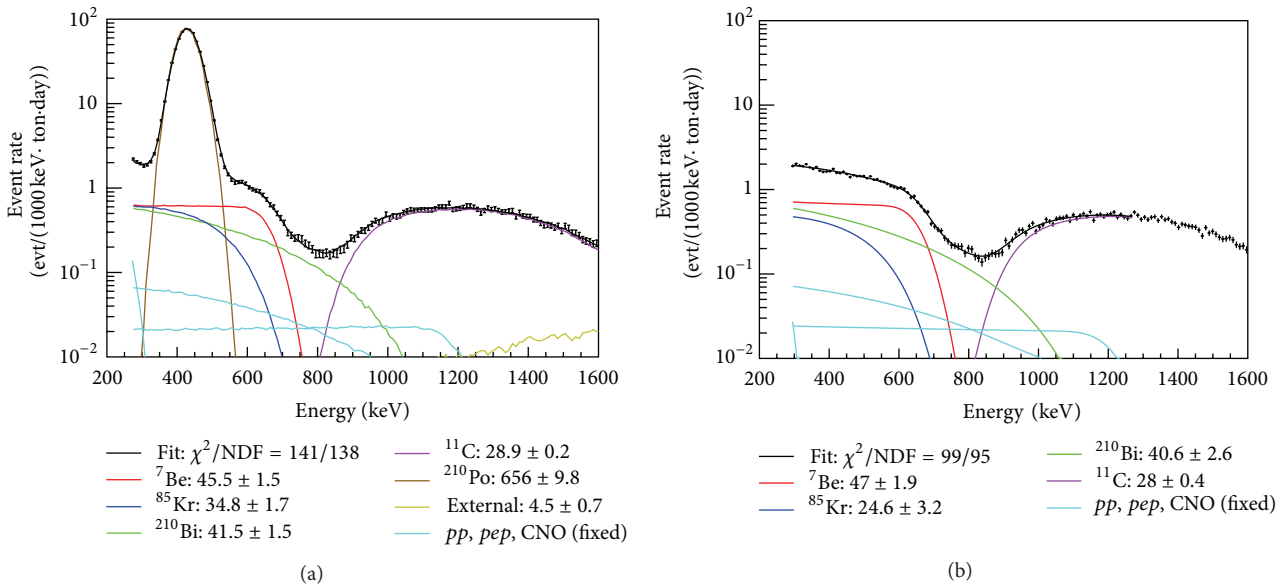 10²
10
1
10⁻¹
10⁻²
Event rate
(evt/(1000 keV· ton·day))
200 400 600 800 1000 1200 1400 1600
Energy (keV)
Fit: χ²/NDF = 141/138
⁷Be: 45.5 ± 1.5
⁸⁵Kr: 34.8 ± 1.7
²¹⁰Bi: 41.5 ± 1.5
¹¹C: 28.9 ± 0.2
²¹⁰Po: 656 ± 9.8
External: 4.5 ± 0.7
pp, pep, CNO (fixed)
(a)
10²
10
1
10⁻¹
10⁻²
Event rate
(evt/(1000 keV· ton·day))
200 400 600 800 1000 1200 1400 1600
Energy (keV)
Fit: χ²/NDF = 99/95
⁷Be: 47 ± 1.9
⁸⁵Kr: 24.6 ± 3.2
²¹⁰Bi: 40.6 ± 2.6
¹¹C: 28 ± 0.4
pp, pep, CNO (fixed)
(b)